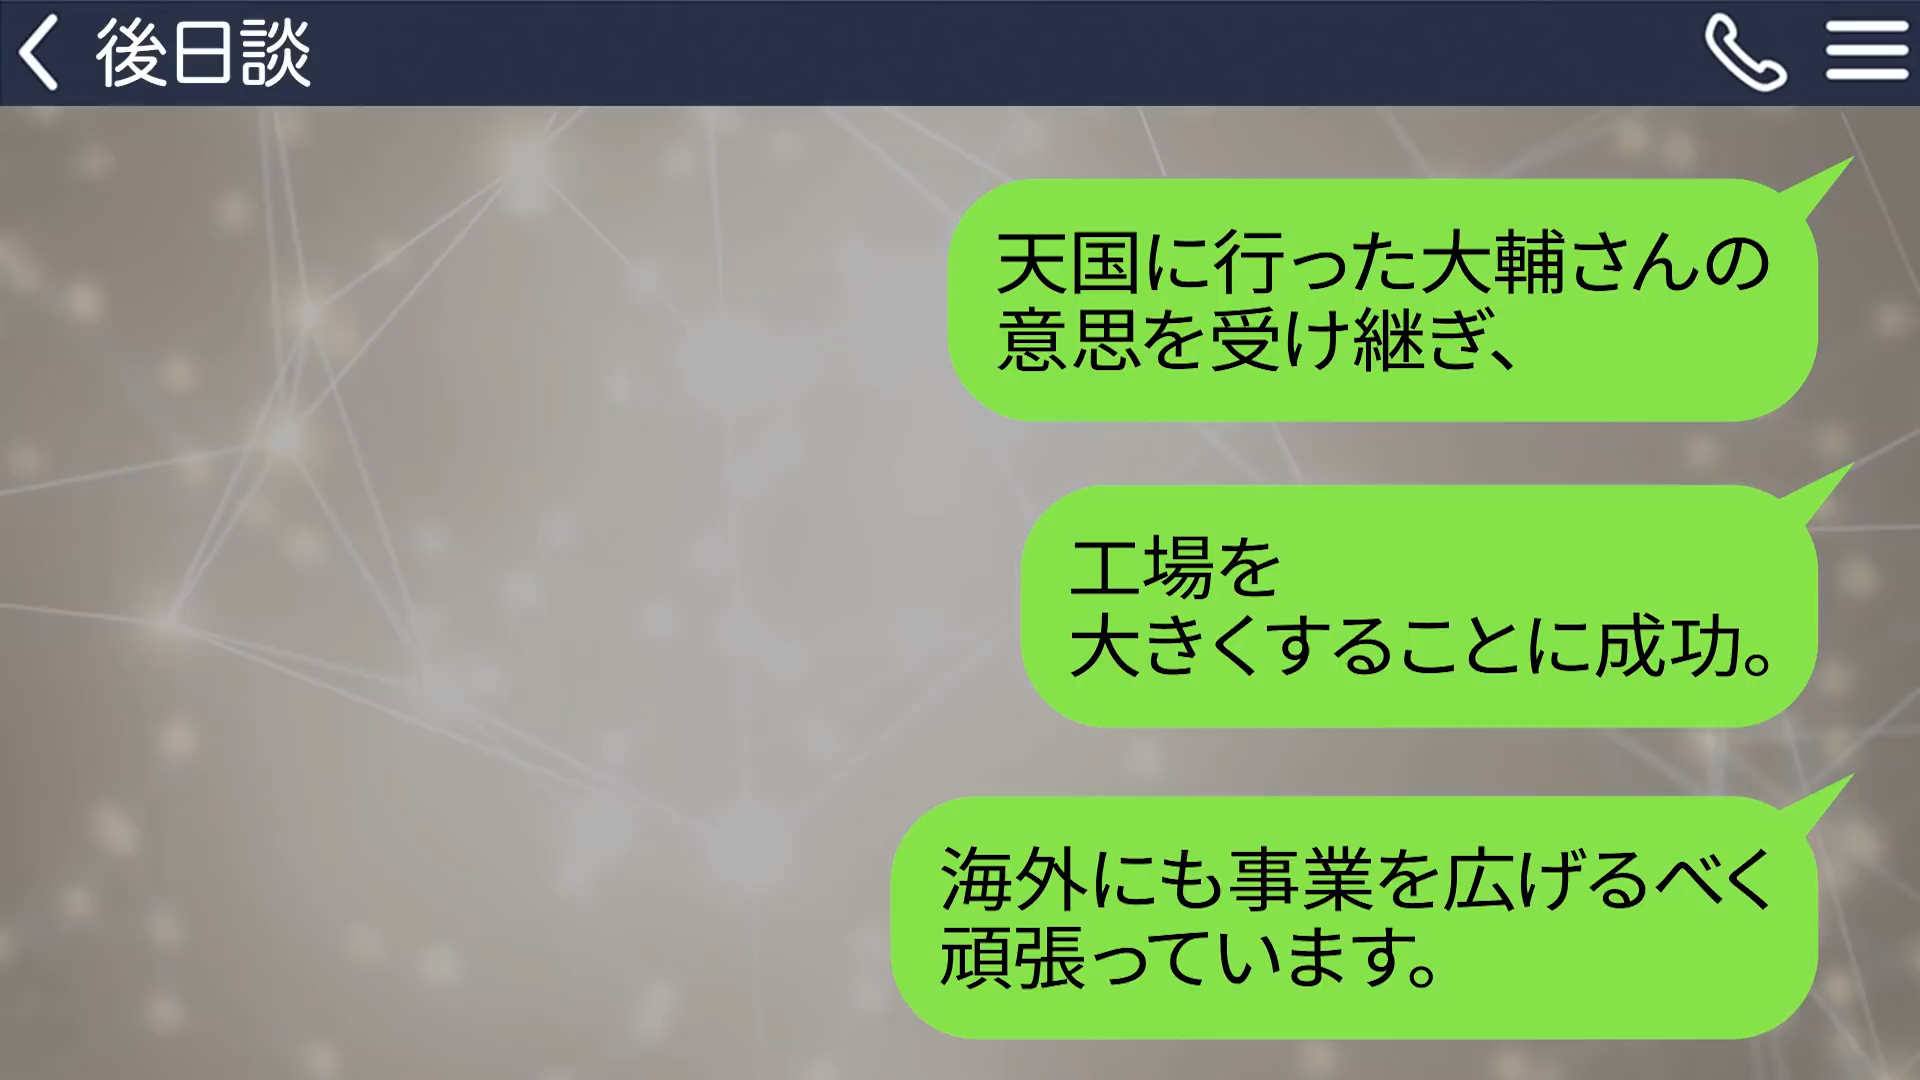 後日談
天国に行った大輔さんの
意思を受け継ぎ、
工場を
大きくすることに成功。
海外にも事業を広げるべく
頑張っています。